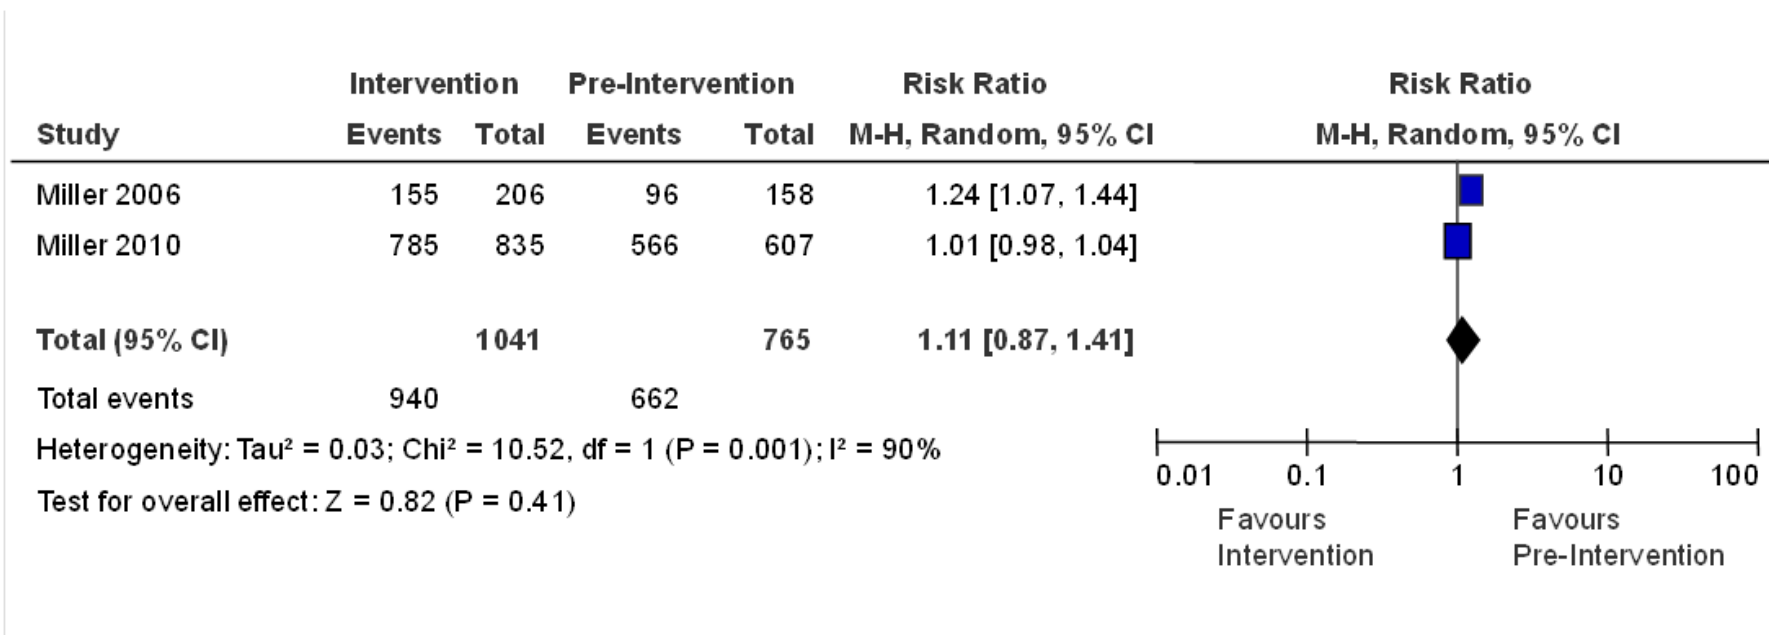 Intervention Pre-Intervention Risk Ratio Risk Ratio
Study Events Total Events Total M-H, Random, 95% CI M-H, Random, 95% CI
Miller 2006 155 206 96 158 1.24 [1.07, 1.44]
Miller 2010 785 835 566 607 1.01 [0.98, 1.04]
Total (95% CI) 1041 765 1.11 [0.87, 1.41]
Total events 940 662
Heterogeneity: Tau² = 0.03; Chi² = 10.52, df = 1 (P = 0.001); I² = 90%
Test for overall effect: Z = 0.82 (P = 0.41)
0.01 0.1 1 10 100
Favours Favours
Intervention Pre-Intervention